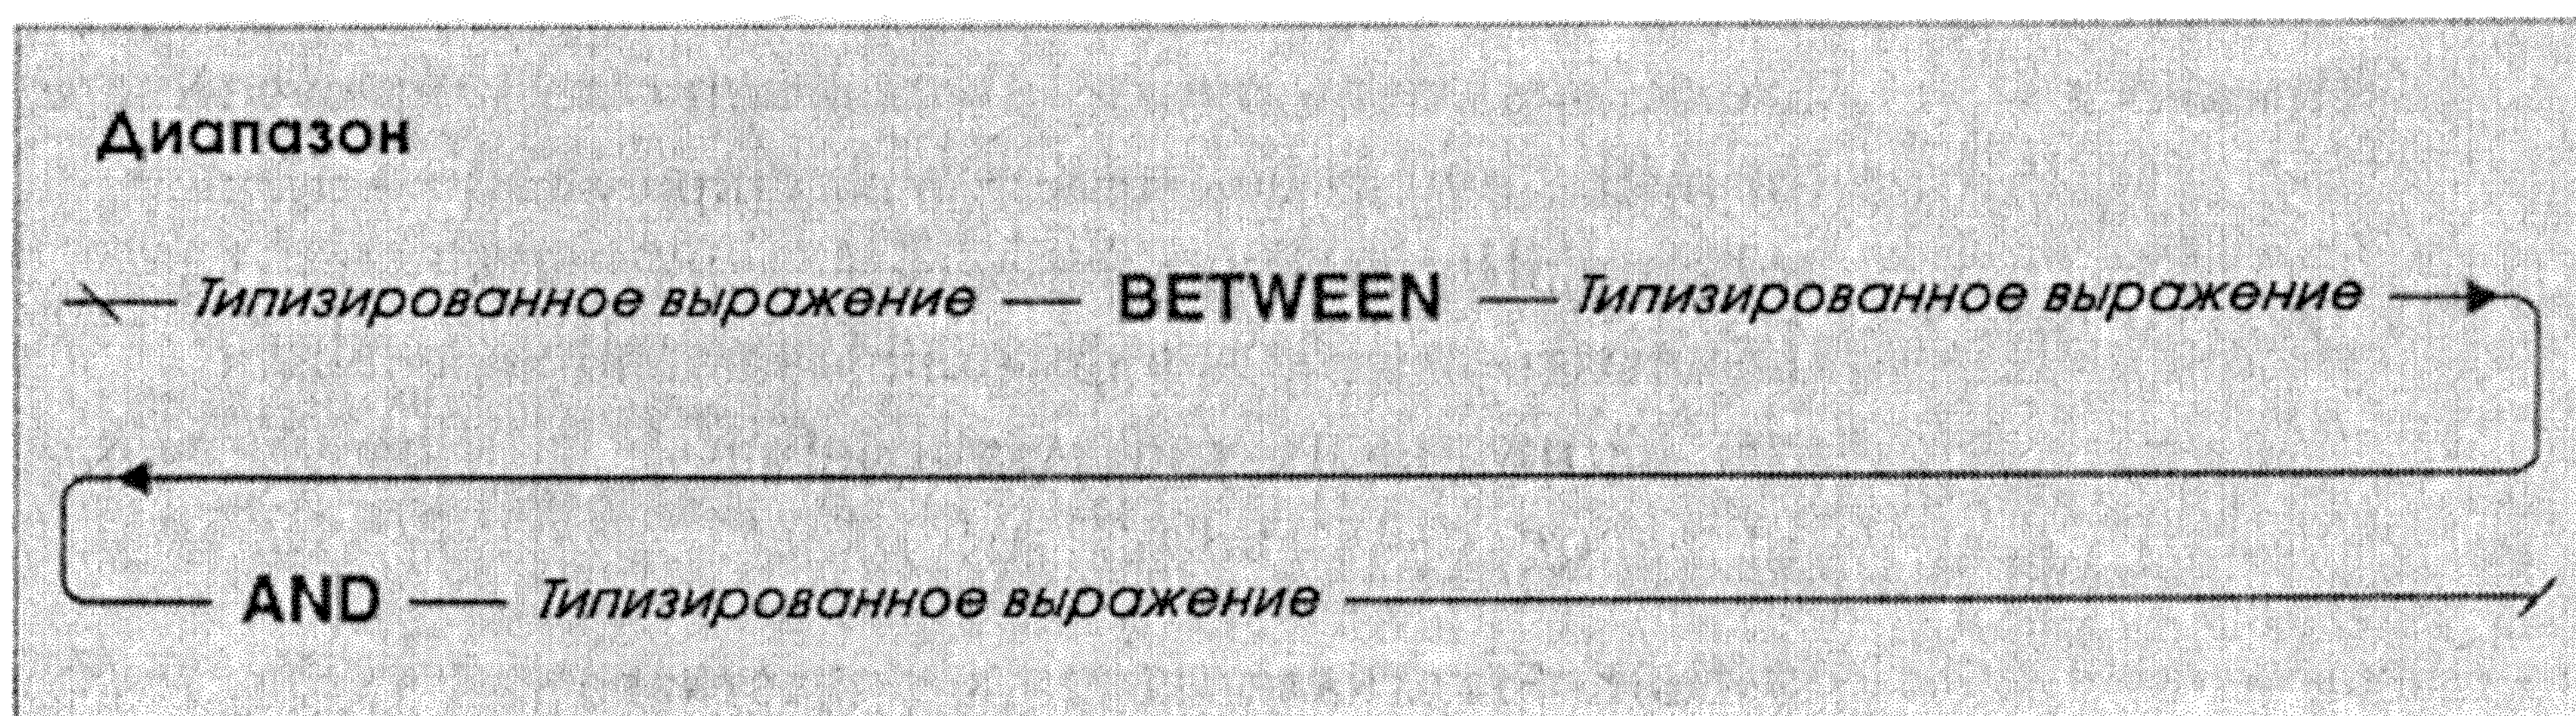 Диапазон
Типизированное выражение BETWEEN Типизированное выражение
AND Типизированное выражение